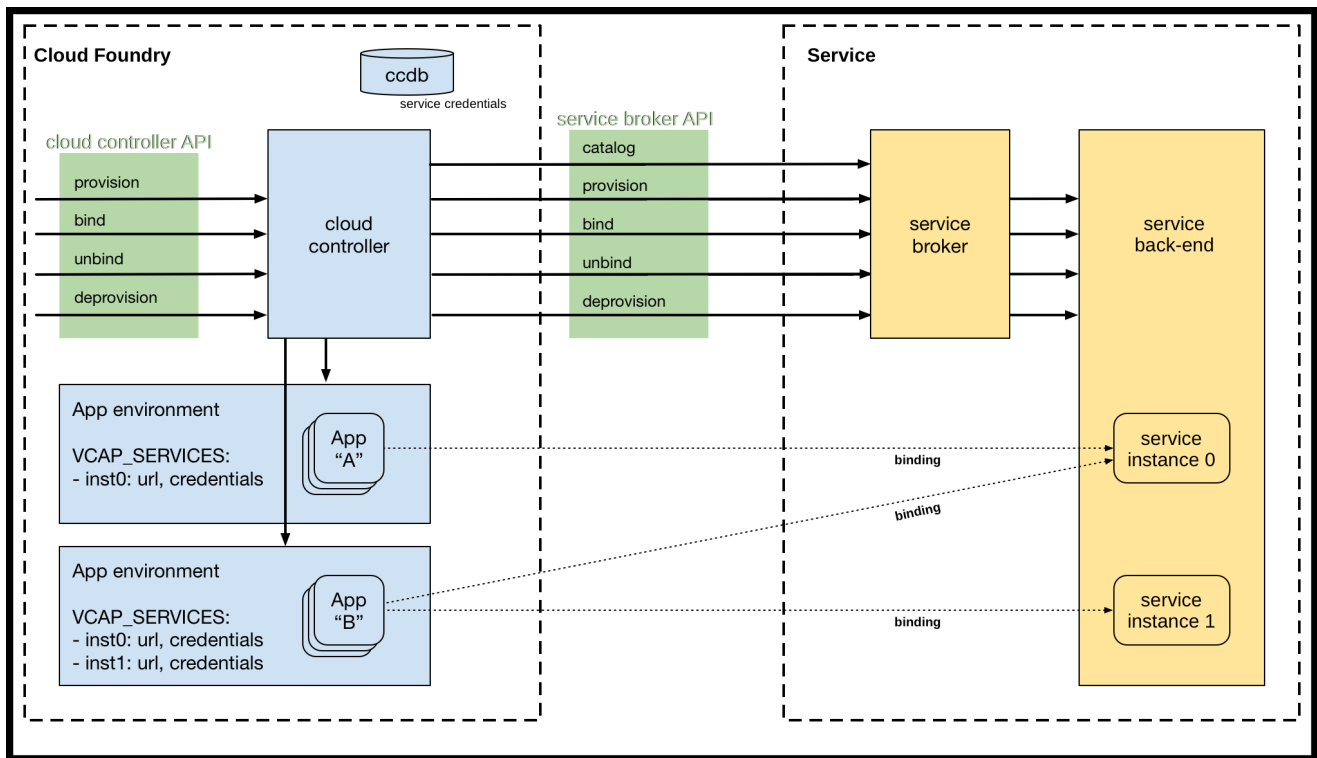 Cloud Foundry
ccdb
service credentials
cloud controller API
provision
bind
unbind
deprovision
cloud
controller
service broker API
catalog
provision
bind
unbind
deprovision
Service
service
broker
service
back-end
App environment
VCAP_SERVICES:
- inst0: url, credentials
App
“A”
binding
service
instance 0
binding
App environment
VCAP_SERVICES:
- inst0: url, credentials
- inst1: url, credentials
App
“B”
binding
service
instance 1